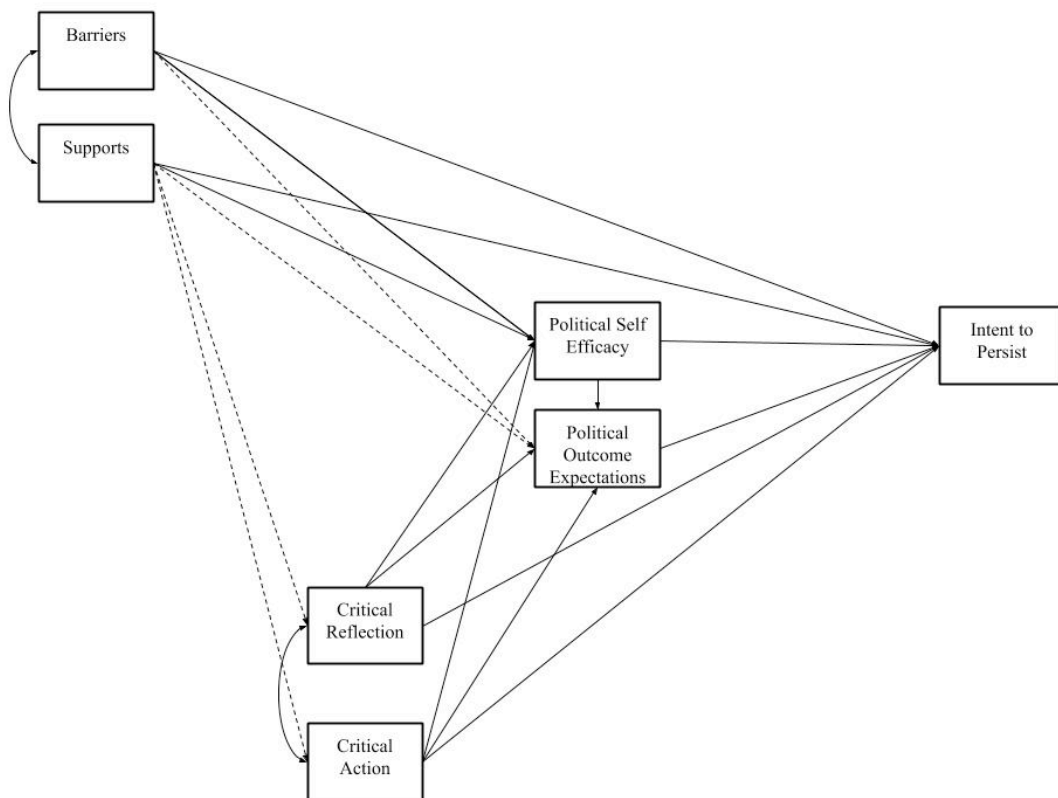 Barriers
Supports
Political Self
Efficacy
Intent to
Persist
Political
Outcome
Expectations
Critical
Reflection
Critical
Action